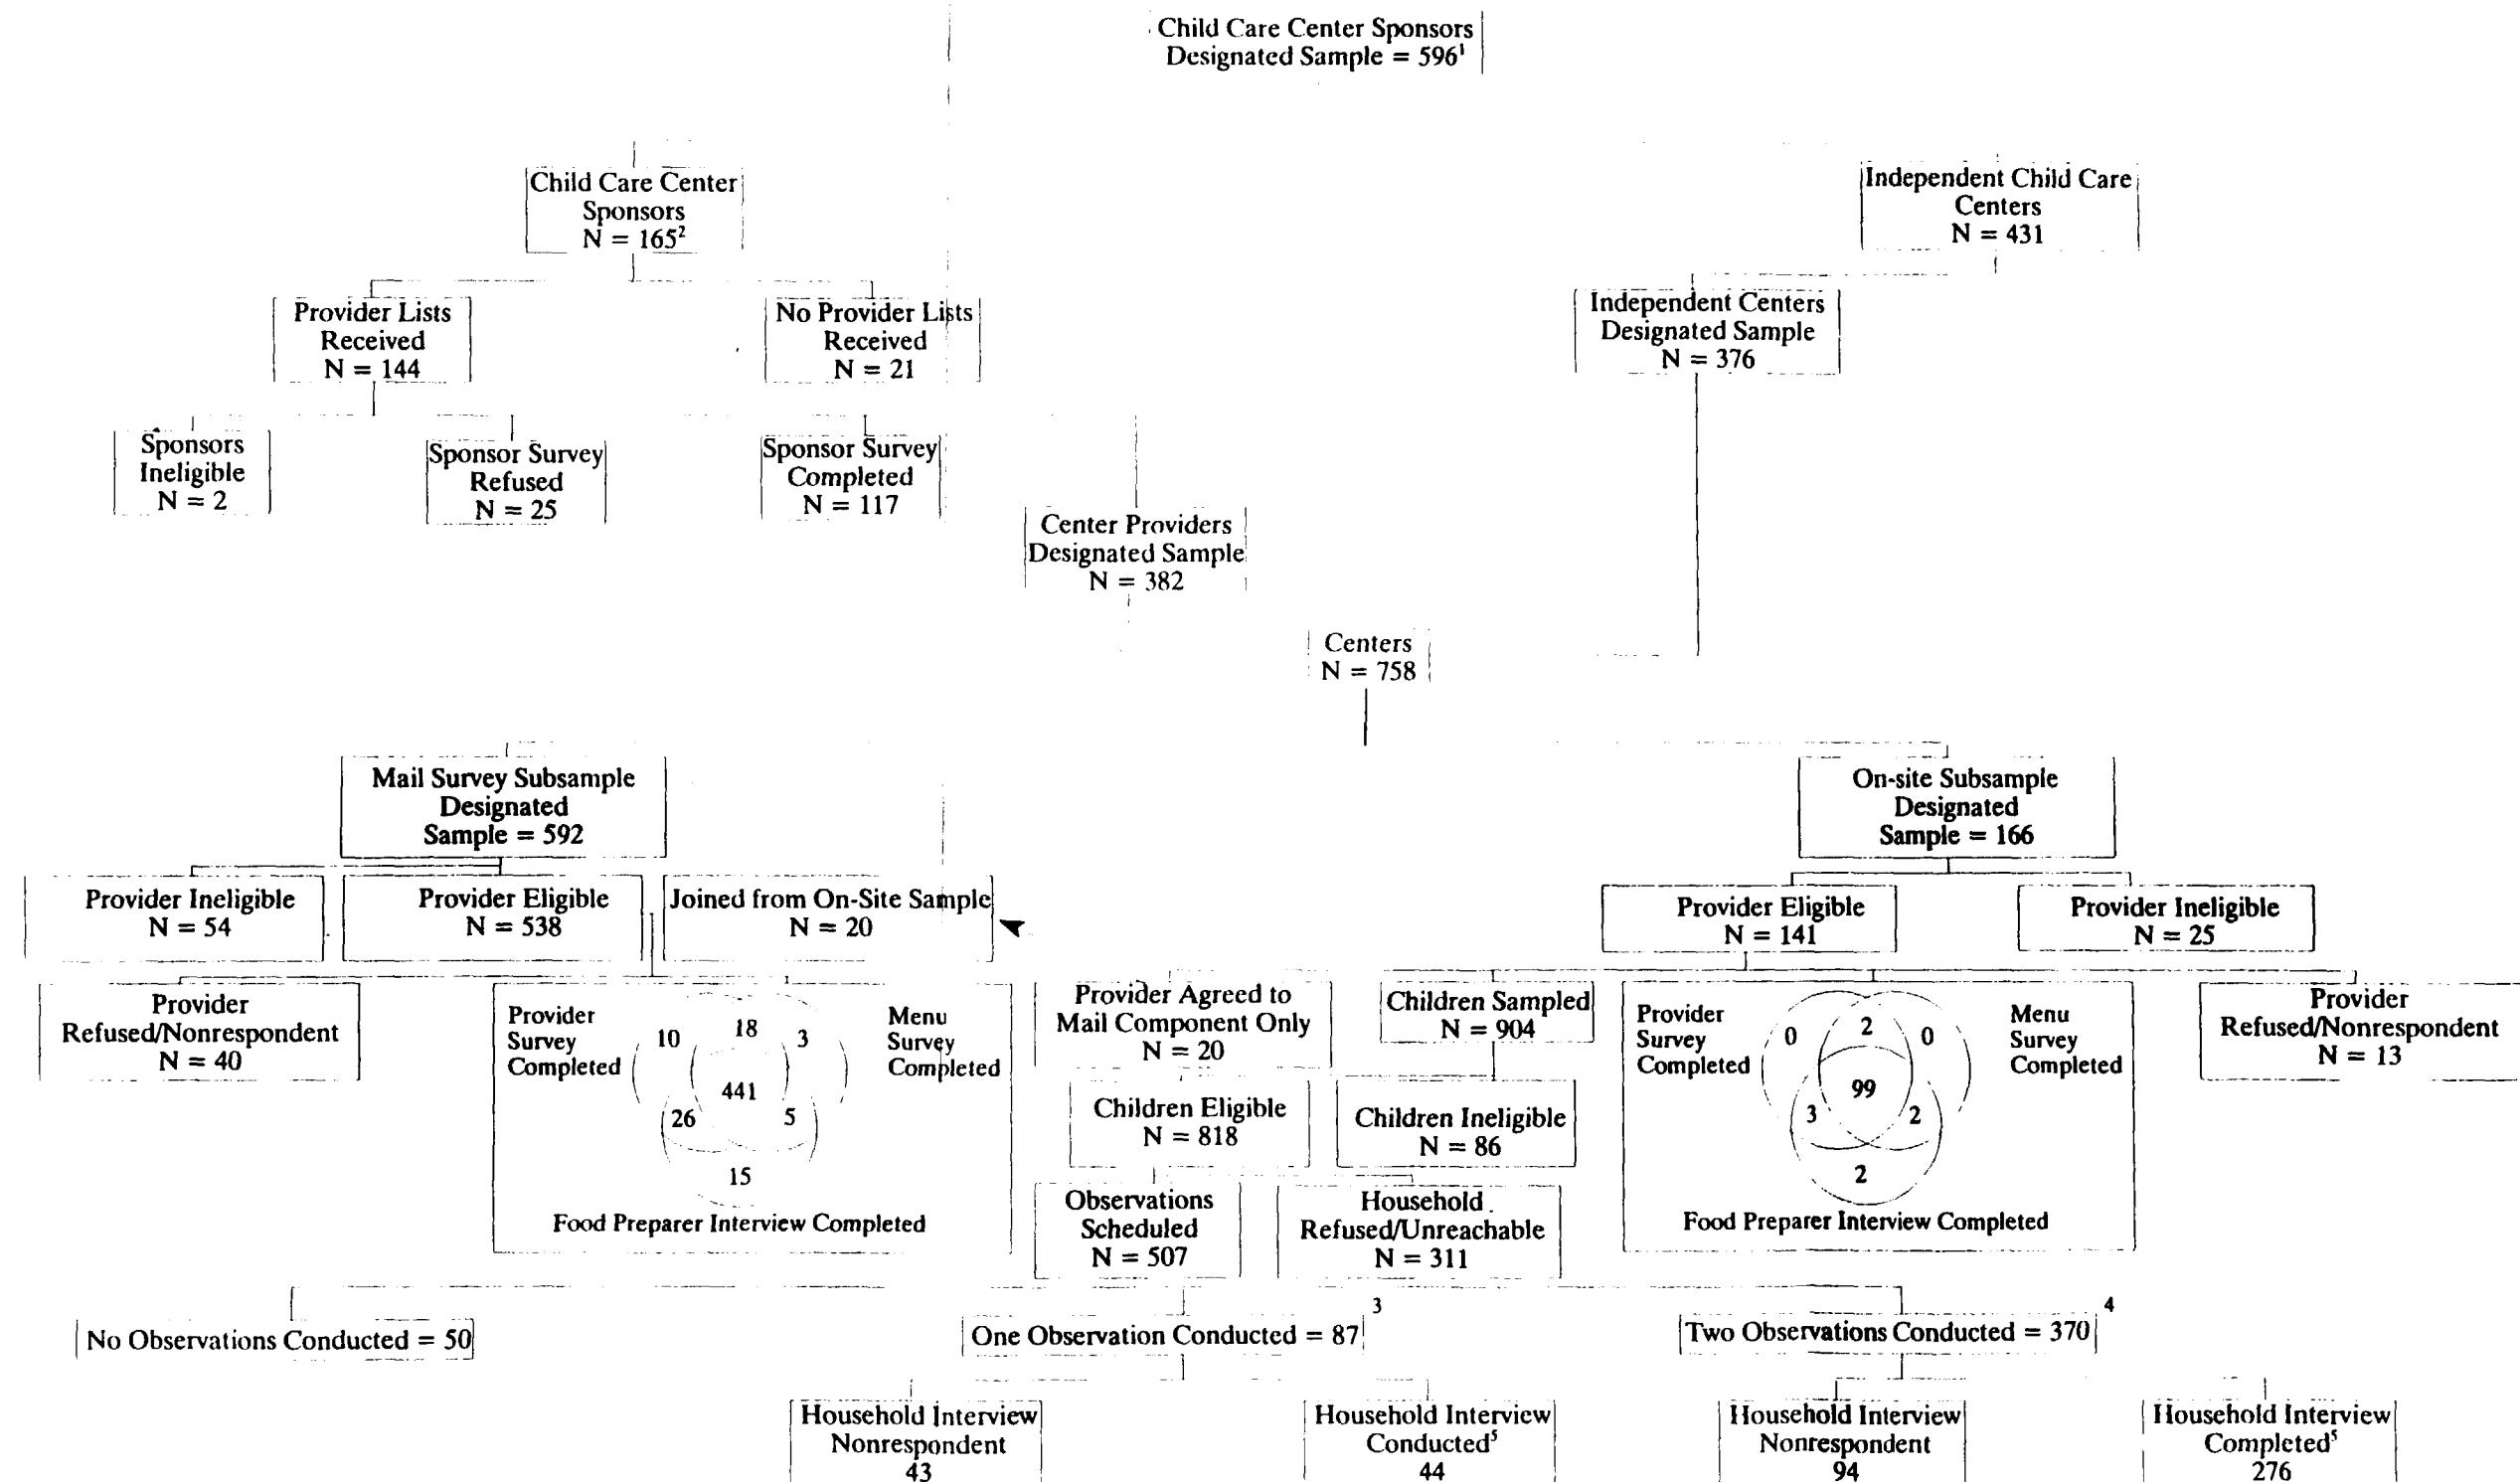 Child Care Center Sponsors
Designated Sample = 596¹
Child Care Center
Sponsors
N = 165²
Independent Child Care
Centers
N = 431
Provider Lists
Received
N = 144
No Provider Lists
Received
N = 21
Independent Centers
Designated Sample
N = 376
Sponsors
Ineligible
N = 2
Sponsor Survey
Refused
N = 25
Sponsor Survey
Completed
N = 117
Center Providers
Designated Sample
N = 382
Centers
N = 758
Mail Survey Subsample
Designated
Sample = 592
On-site Subsample
Designated
Sample = 166
Provider Ineligible
N = 54
Provider Eligible
N = 538
Joined from On-Site Sample
N = 20
Provider Eligible
N = 141
Provider Ineligible
N = 25
Provider
Refused/Nonrespondent
N = 40
Provider
Survey
Completed
10
18
3
441
26
5
15
Menu
Survey
Completed
Food Preparer Interview Completed
Provider Agreed to
Mail Component Only
N = 20
Children Sampled
N = 904
Provider
Survey
Completed
0
2
0
99
3
2
2
Menu
Survey
Completed
Food Preparer Interview Completed
Provider
Refused/Nonrespondent
N = 13
Children Eligible
N = 818
Children Ineligible
N = 86
Observations
Scheduled
N = 507
Household
Refused/Unreachable
N = 311
No Observations Conducted = 50
One Observation Conducted = 87 ³
Two Observations Conducted = 370 ⁴
Household Interview
Nonrespondent
43
Household Interview
Conducted⁵
44
Household Interview
Nonrespondent
94
Household Interview
Completed⁵
276